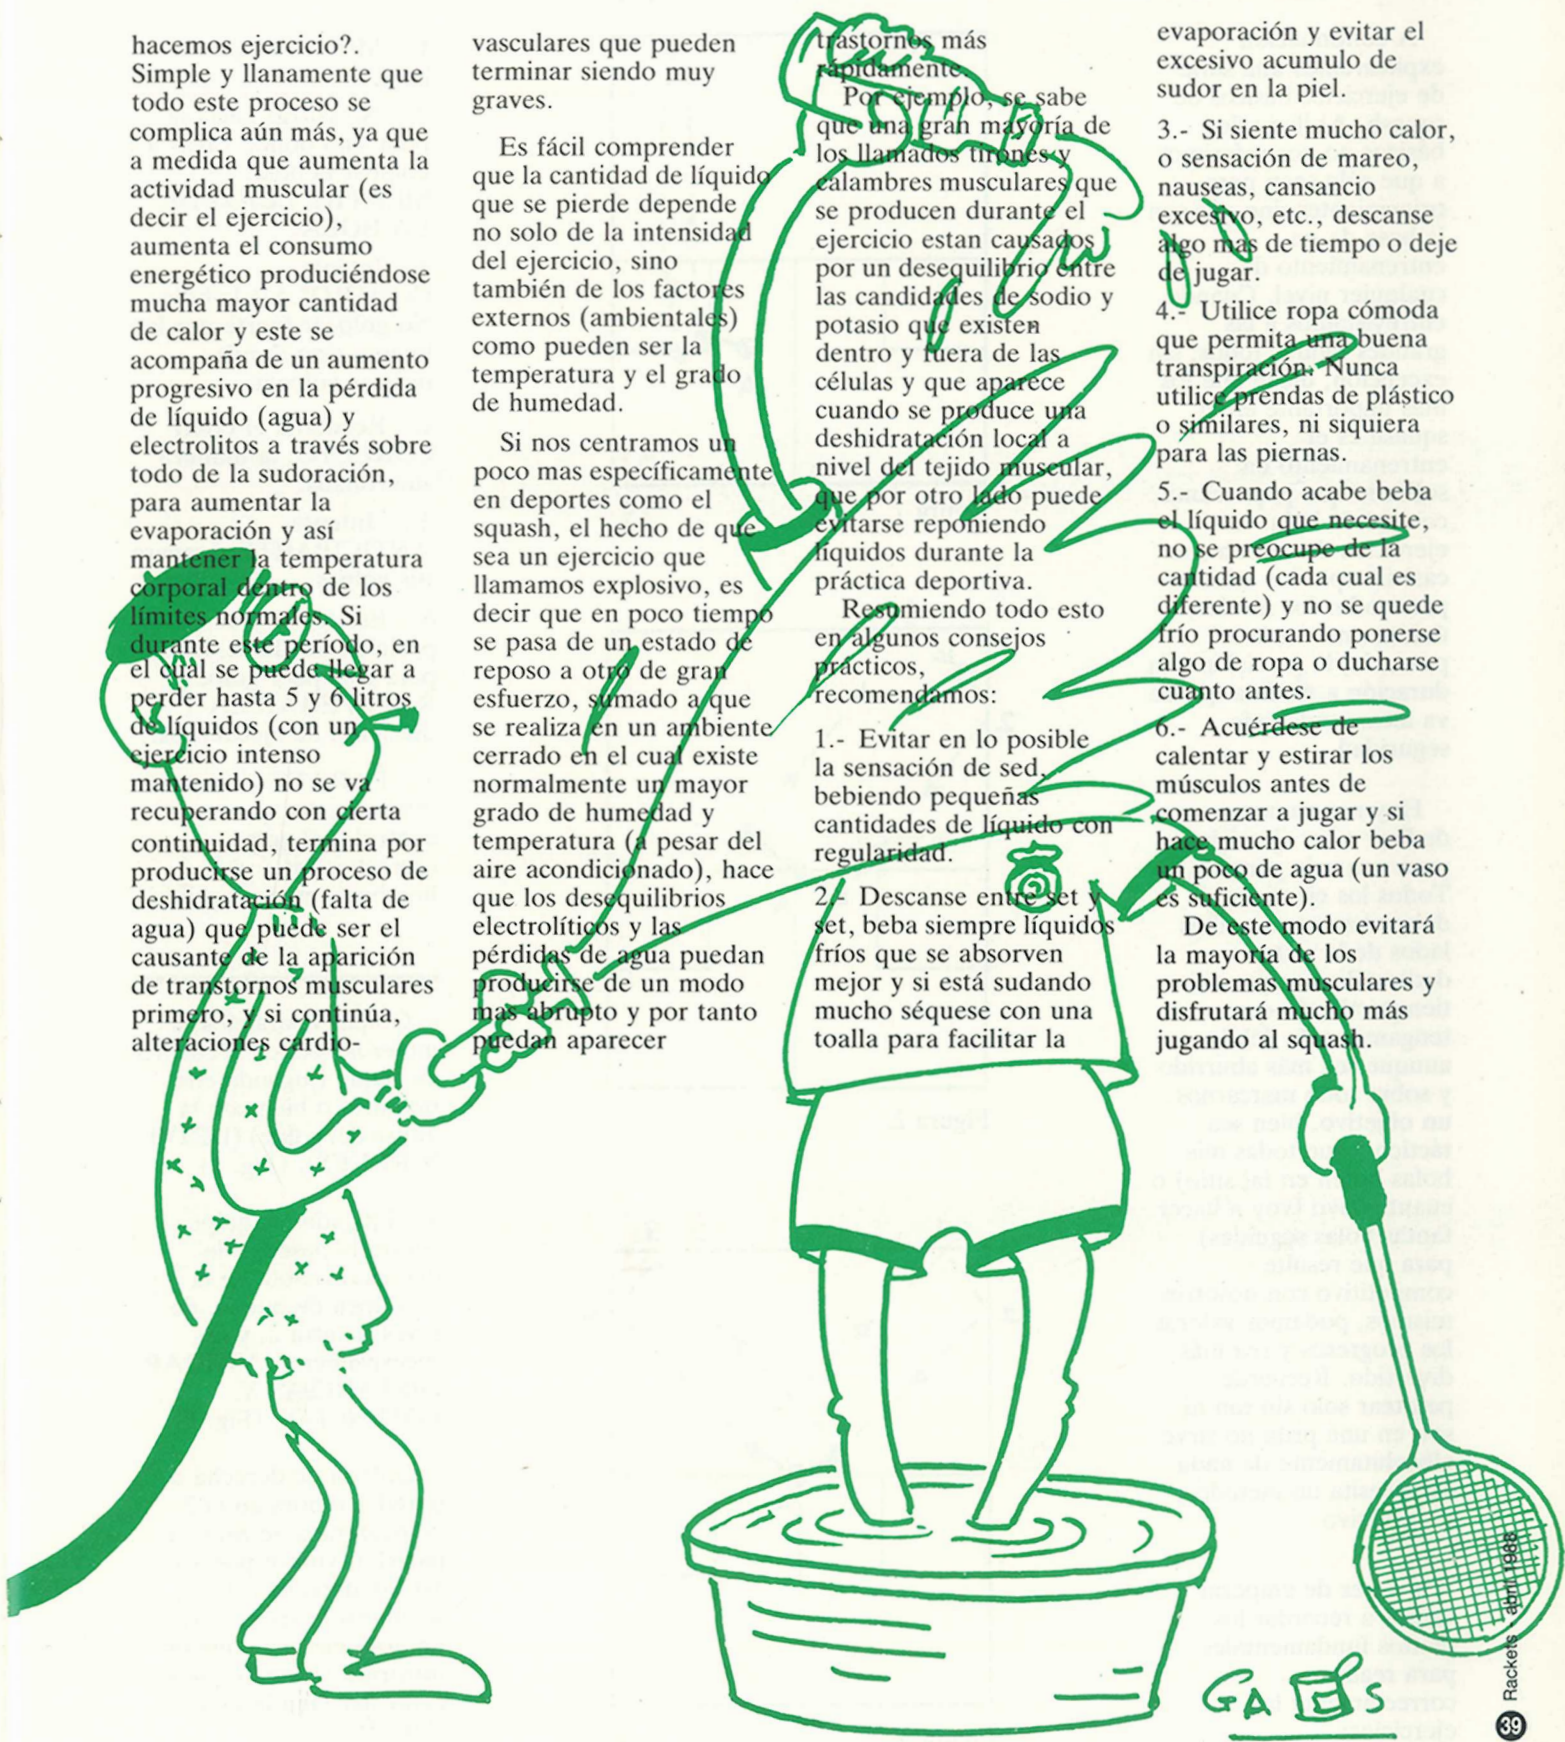 hacemos ejercicio?.
Simple y llanamente que
todo este proceso se
complica aún más, ya que
a medida que aumenta la
actividad muscular (es
decir el ejercicio),
aumenta el consumo
energético produciéndose
mucha mayor cantidad
de calor y este se
acompaña de un aumento
progresivo en la pérdida
de líquido (agua) y
electrolitos a través sobre
todo de la sudoración,
para aumentar la
evaporación y así
mantener la temperatura
corporal dentro de los
límites normales. Si
durante este período, en
el cual se puede llegar a
perder hasta 5 y 6 litros
de líquidos (con un
ejercicio intenso
mantenido) no se va
recuperando con cierta
continuidad, termina por
producirse un proceso de
deshidratación (falta de
agua) que puede ser el
causante de la aparición
de transtornos musculares
primero, y si continúa,
alteraciones cardio-
vasculares que pueden
terminar siendo muy
graves.
Es fácil comprender
que la cantidad de líquido
que se pierde depende
no solo de la intensidad
del ejercicio, sino
también de los factores
externos (ambientales)
como pueden ser la
temperatura y el grado
de humedad.
Si nos centramos un
poco mas específicamente
en deportes como el
squash, el hecho de que
sea un ejercicio que
llamamos explosivo, es
decir que en poco tiempo
se pasa de un estado de
reposo a otro de gran
esfuerzo, sumado a que
se realiza en un ambiente
cerrado en el cual existe
normalmente un mayor
grado de humedad y
temperatura (a pesar del
aire acondicionado), hace
que los desequilibrios
electrolíticos y las
pérdidas de agua puedan
producirse de un modo
mas abrupto y por tanto
puedan aparecer
trastornos más
rápidamente.
Por ejemplo, se sabe
que una gran mayoría de
los llamados tirones y
calambres musculares que
se producen durante el
ejercicio estan causados
por un desequilibrio entre
las candidades de sodio y
potasio que existen
dentro y fuera de las
células y que aparece
cuando se produce una
deshidratación local a
nivel del tejido muscular,
que por otro lado puede
evitarse reponiendo
líquidos durante la
práctica deportiva.
Resumiendo todo esto
en algunos consejos
prácticos,
recomendamos:
1.- Evitar en lo posible
la sensación de sed,
bebiendo pequeñas
cantidades de líquido con
regularidad.
2.- Descanse entre set y
set, beba siempre líquidos
fríos que se absorven
mejor y si está sudando
mucho séquese con una
toalla para facilitar la
evaporación y evitar el
excesivo acumulo de
sudor en la piel.
3.- Si siente mucho calor,
o sensación de mareo,
nauseas, cansancio
excesivo, etc., descanse
algo mas de tiempo o deje
de jugar.
4.- Utilice ropa cómoda
que permita una buena
transpiración. Nunca
utilice prendas de plástico
o similares, ni siquiera
para las piernas.
5.- Cuando acabe beba
el líquido que necesite,
no se preocupe de la
cantidad (cada cual es
diferente) y no se quede
frío procurando ponerse
algo de ropa o ducharse
cuanto antes.
6.- Acuérdese de
calentar y estirar los
músculos antes de
comenzar a jugar y si
hace mucho calor beba
un poco de agua (un vaso
es suficiente).
De este modo evitará
la mayoría de los
problemas musculares y
disfrutará mucho más
jugando al squash.
39 Rackets - abril 1988